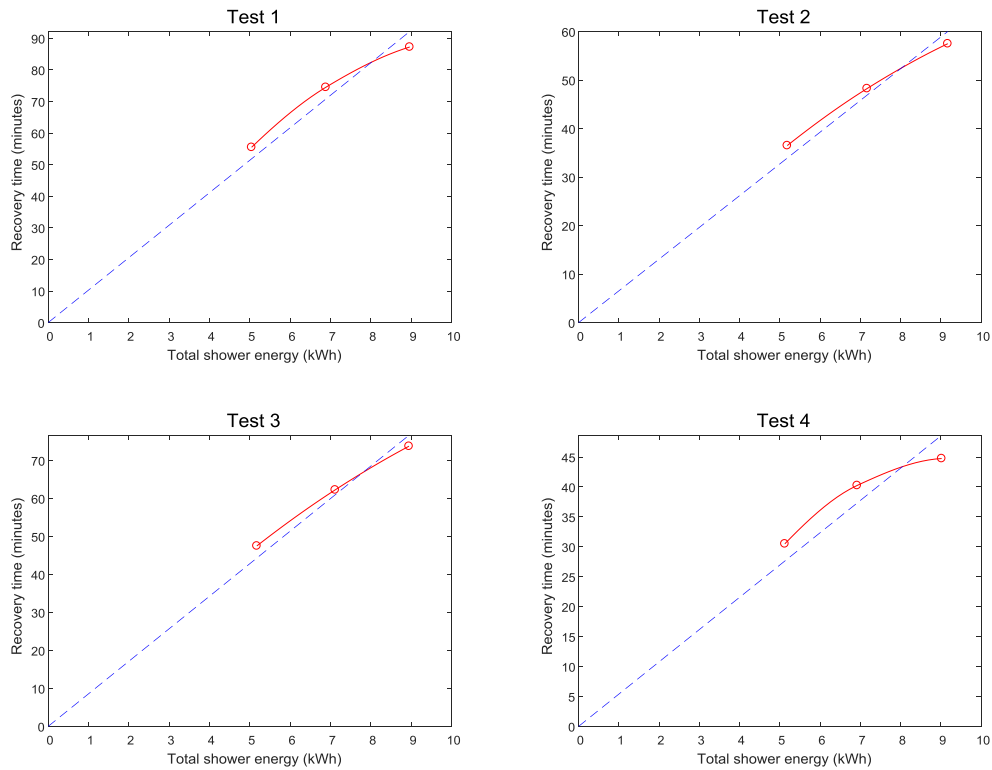 Test 1
90
80
70
60
50
40
30
20
10
0
Recovery time (minutes)
0 1 2 3 4 5 6 7 8 9 10
Total shower energy (kWh)
Test 2
60
50
40
30
20
10
0
Recovery time (minutes)
0 1 2 3 4 5 6 7 8 9 10
Total shower energy (kWh)
Test 3
70
60
50
40
30
20
10
0
Recovery time (minutes)
0 1 2 3 4 5 6 7 8 9 10
Total shower energy (kWh)
Test 4
45
40
35
30
25
20
15
10
5
0
Recovery time (minutes)
0 1 2 3 4 5 6 7 8 9 10
Total shower energy (kWh)